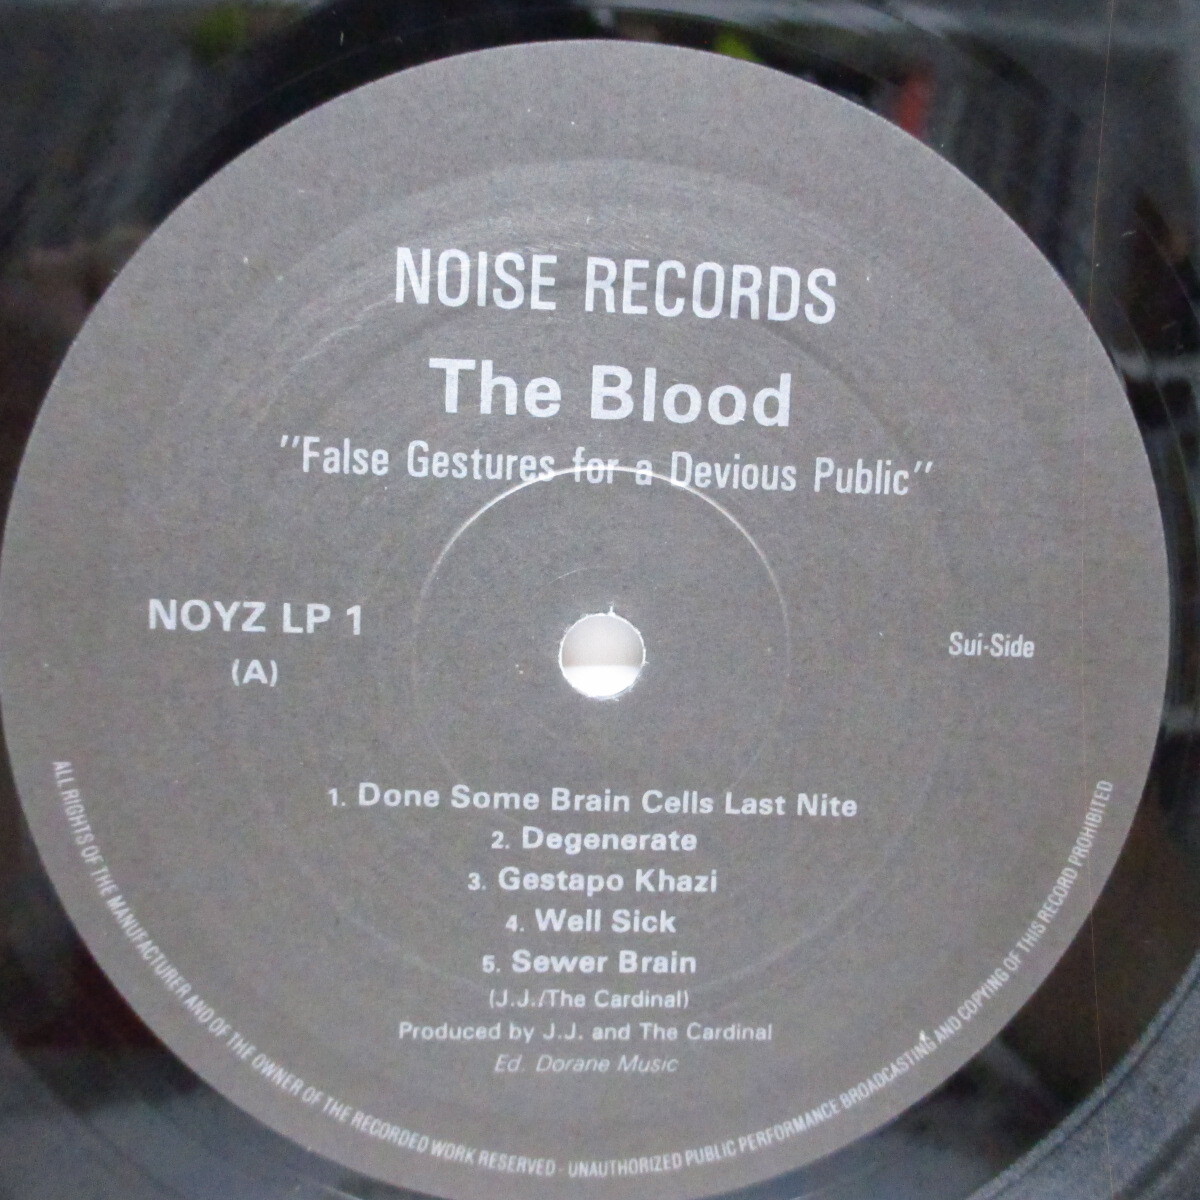 NOISE RECORDS
The Blood
"False Gestures for a Devious Public"
NOYZ LP 1
(A)
Sui-Side
1. Done Some Brain Cells Last Nite
2. Degenerate
3. Gestapo Khazi
4. Well Sick
5. Sewer Brain
(J.J./The Cardinal)
Produced by J.J. and The Cardinal
Ed. Dorane Music
ALL RIGHTS OF THE MANUFACTURER AND OF THE OWNER OF THE RECORDED WORK RESERVED - UNAUTHORIZED PUBLIC PERFORMANCE BROADCASTING AND COPYING OF THIS RECORD PROHIBITED